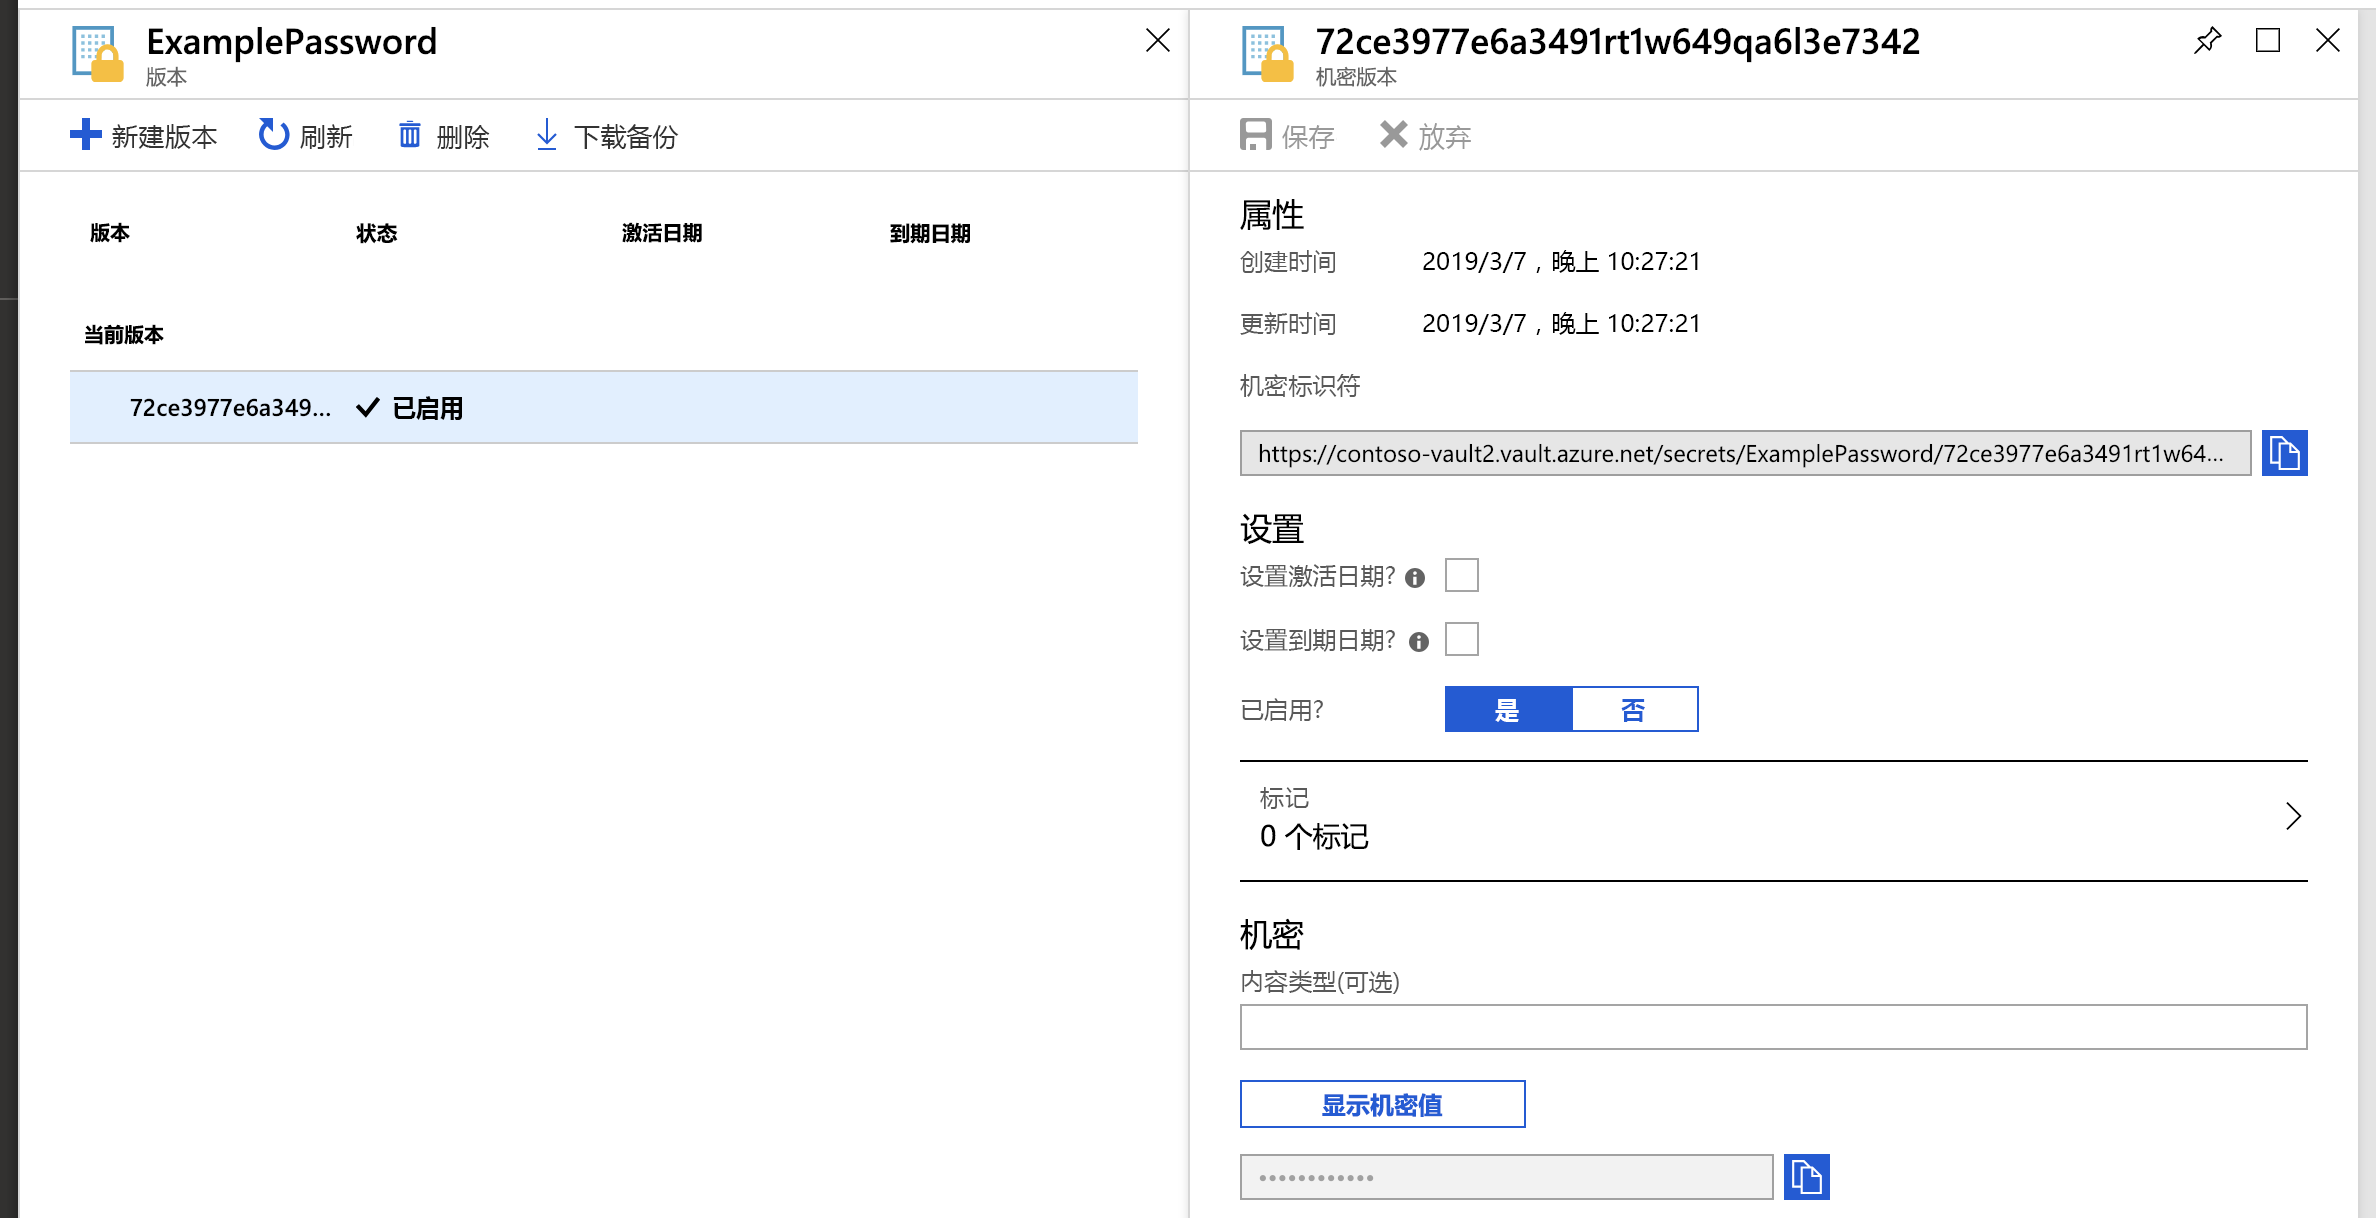 ExamplePassword
版本
新建版本 刷新 删除 下载备份
版本 状态 激活日期 到期日期
当前版本
72ce3977e6a349... 已启用
72ce3977e6a3491rt1w649qa6l3e7342
机密版本
保存 放弃
属性
创建时间 2019/3/7，晚上 10:27:21
更新时间 2019/3/7，晚上 10:27:21
机密标识符
https://contoso-vault2.vault.azure.net/secrets/ExamplePassword/72ce3977e6a3491rt1w64...
设置
设置激活日期?
设置到期日期?
已启用? 是 否
标记
0 个标记
机密
内容类型(可选)
显示机密值
••••••••••••